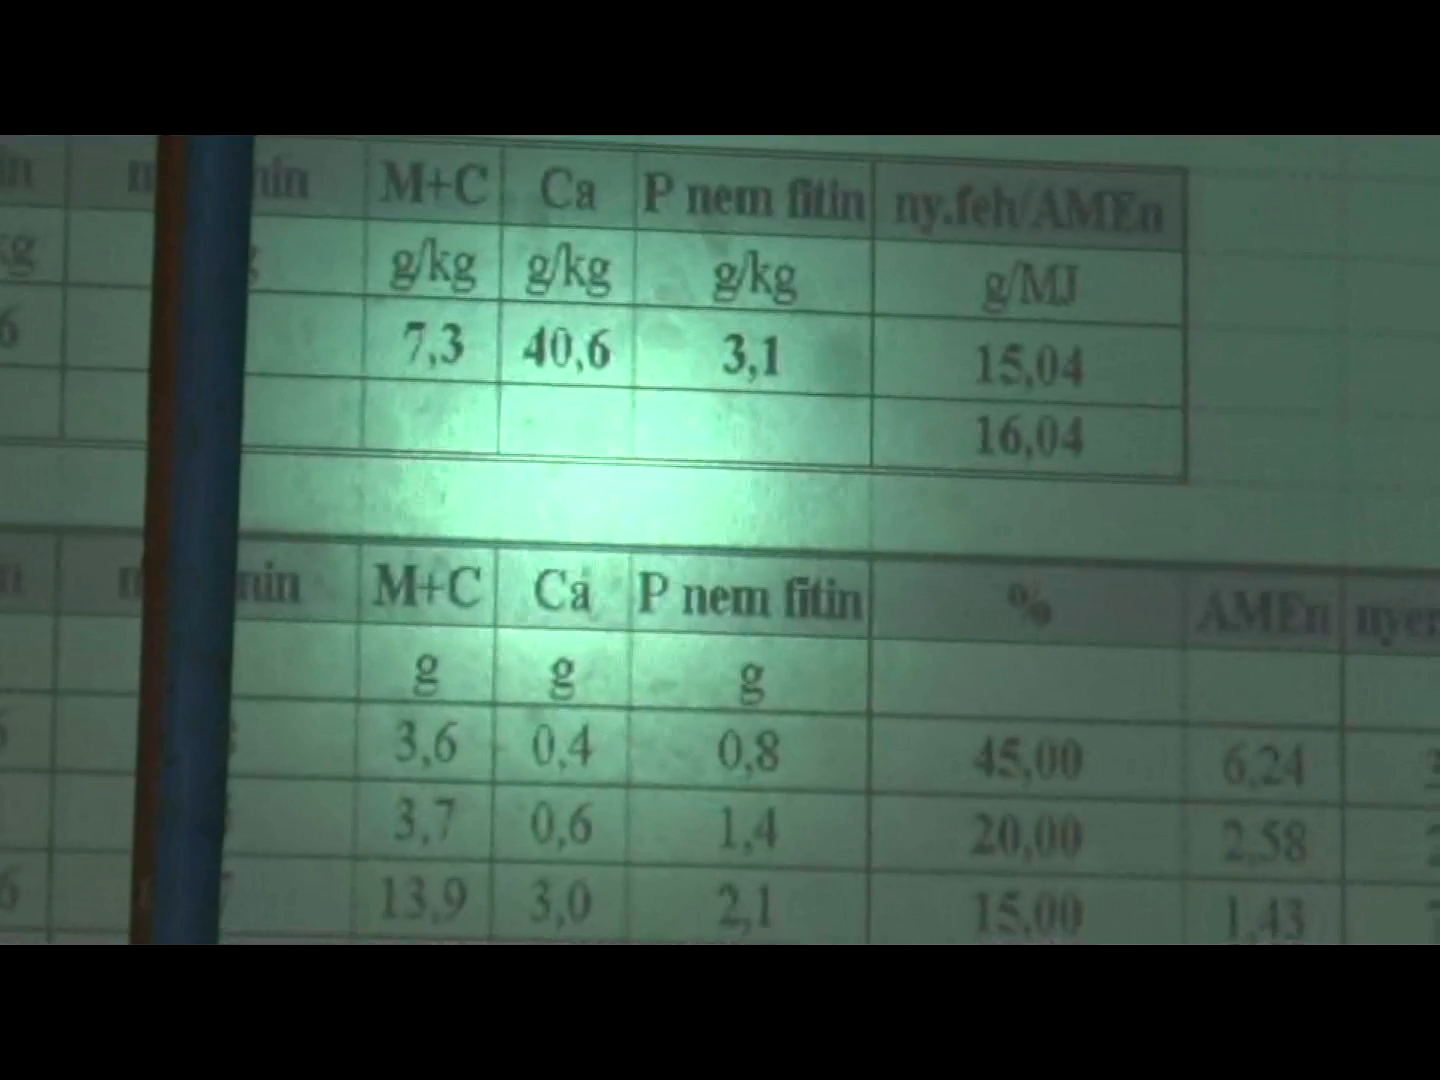 M+C Ca P nem fitin ny.feh/AMEn
g/kg g/kg g/kg g/MJ
7,3 40,6 3,1 15,04
16,04
M+C Ca P nem fitin % AMEn
g g g
3,6 0,4 0,8 45,00 6,24
3,7 0,6 1,4 20,00 2,58
13,9 3,0 2,1 15,00 1,43